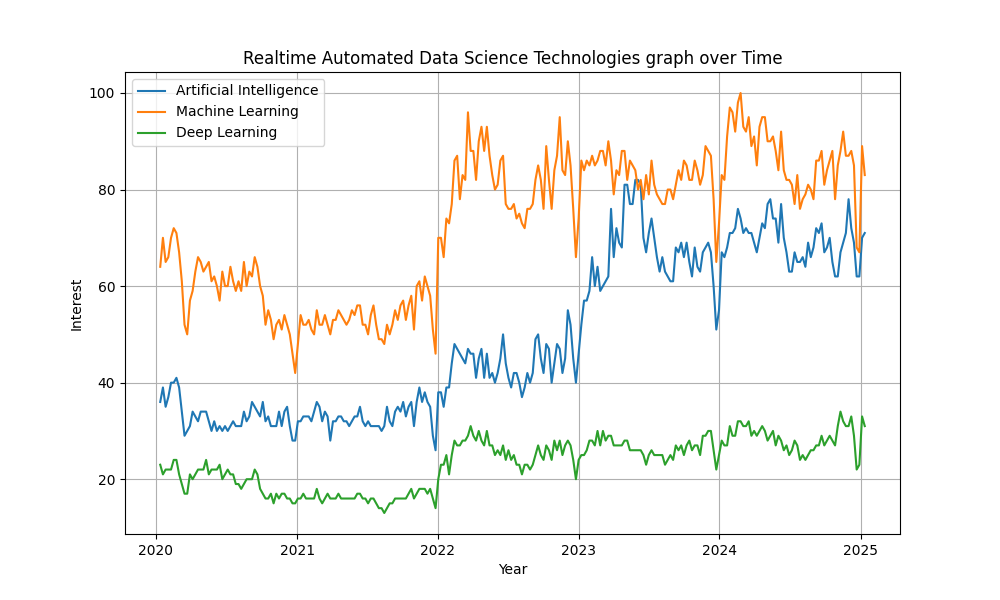 Realtime Automated Data Science Technologies graph over Time
Artificial Intelligence
Machine Learning
Deep Learning
100
80
60
40
20
Interest
2020 2021 2022 2023 2024 2025
Year